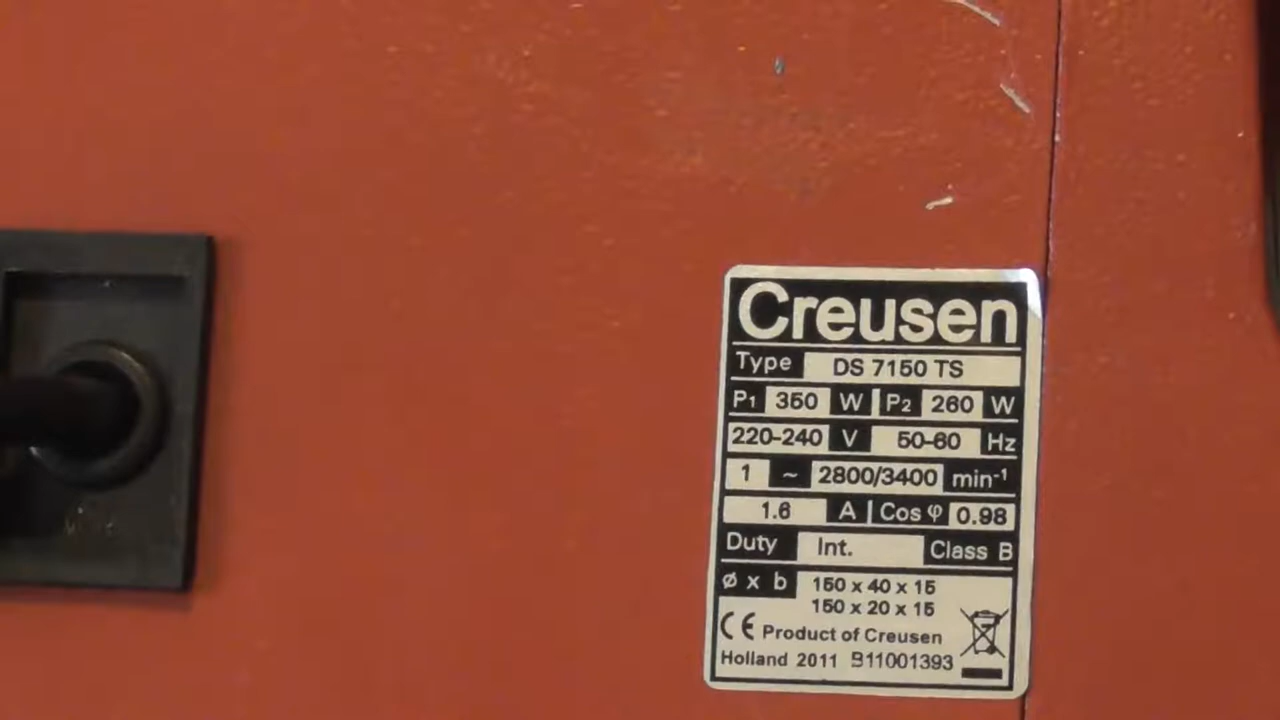 Creusen
Type DS 7150 TS
P1 350 W P2 260 W
220-240 V 50-60 Hz
1 ~ 2800/3400 min-1
1.6 A Cos φ 0.98
Duty Int. Class B
ø x b 150 x 40 x 15
150 x 20 x 15
CE Product of Creusen
Holland 2011 B11001393